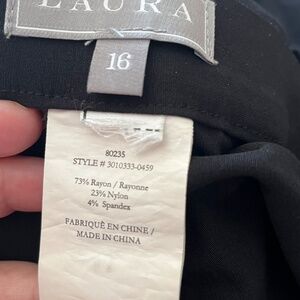 LAURA
16
80235
STYLE # 3010333-0459
73% Rayon / Rayonne
23% Nylon
4% Spandex
FABRIQUÉ EN CHINE /
MADE IN CHINA